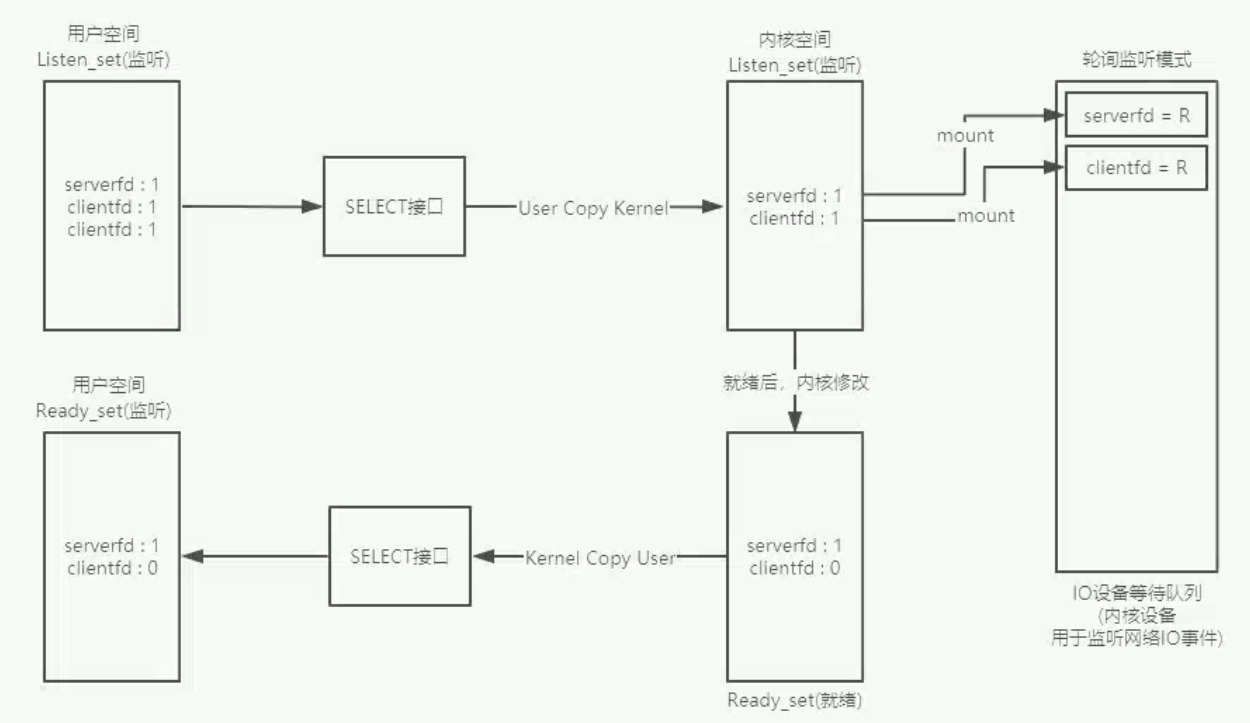 用户空间
Listen_set(监听)
serverfd : 1
clientfd : 1
clientfd : 1
SELECT接口
User Copy Kernel
内核空间
Listen_set(监听)
serverfd : 1
clientfd : 1
mount
mount
轮询监听模式
serverfd = R
clientfd = R
IO设备等待队列
(内核设备
用于监听网络IO事件)
就绪后，内核修改
用户空间
Ready_set(监听)
serverfd : 1
clientfd : 0
SELECT接口
Kernel Copy User
serverfd : 1
clientfd : 0
Ready_set(就绪)